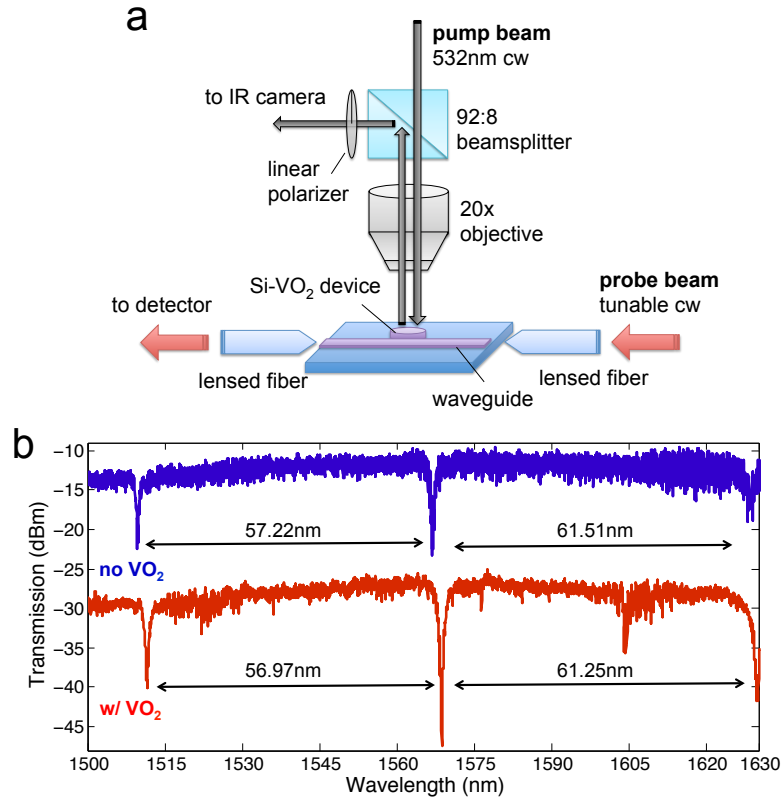 a
pump beam
532nm cw
to IR camera
92:8
beamsplitter
linear
polarizer
20x
objective
Si-VO₂ device
probe beam
tunable cw
to detector
lensed fiber
lensed fiber
waveguide
b
Transmission (dBm)
−10
−15
−20
−25
−30
−35
−40
−45
57.22nm
61.51nm
no VO₂
56.97nm
61.25nm
w/ VO₂
1500 1515 1530 1545 1560 1575 1590 1605 1620 1630
Wavelength (nm)